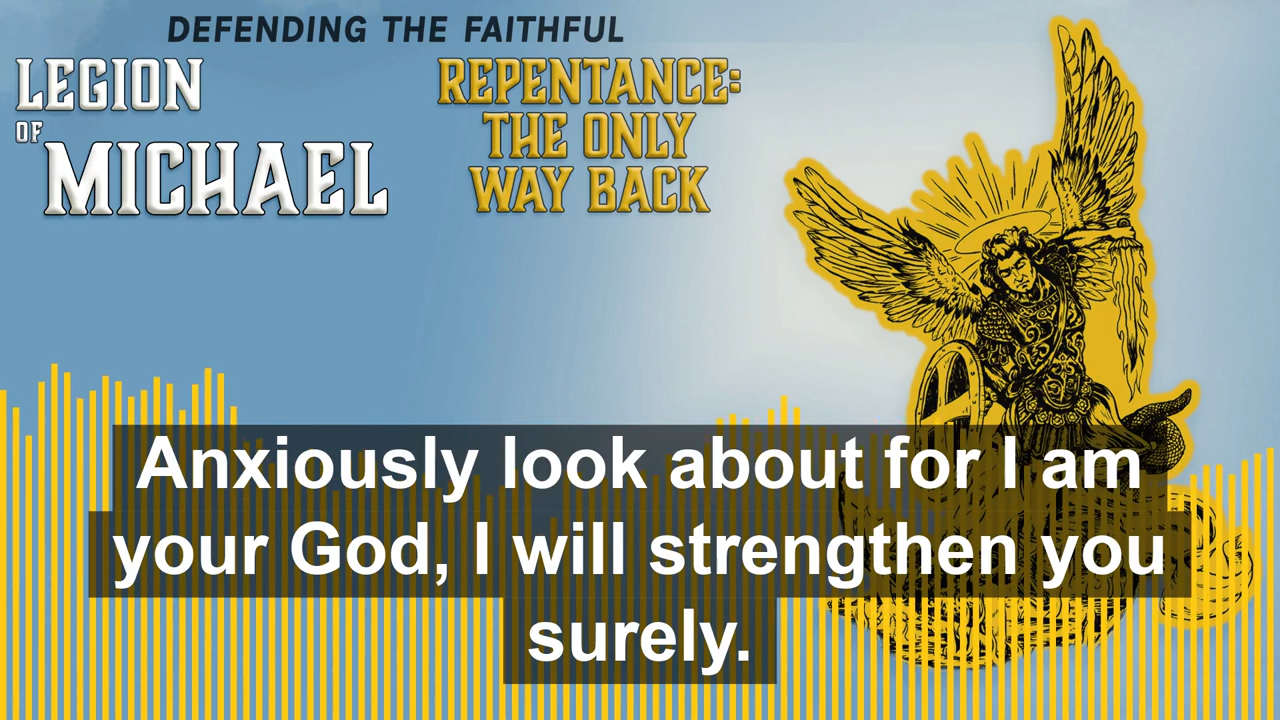 DEFENDING THE FAITHFUL
LEGION
OF
MICHAEL
REPENTANCE:
THE ONLY
WAY BACK
Anxiously look about for I am
your God, I will strengthen you
surely.